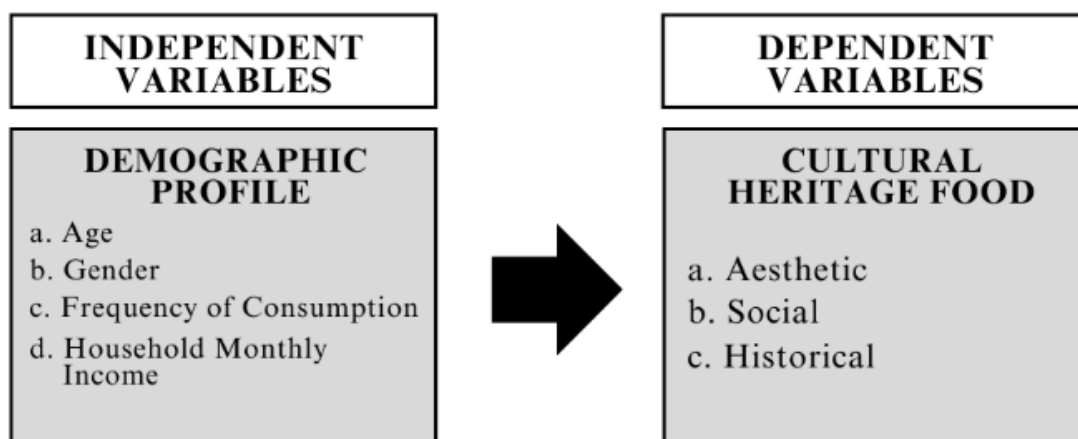 INDEPENDENT
VARIABLES
DEMOGRAPHIC
PROFILE
a. Age
b. Gender
c. Frequency of Consumption
d. Household Monthly
Income
DEPENDENT
VARIABLES
CULTURAL
HERITAGE FOOD
a. Aesthetic
b. Social
c. Historical